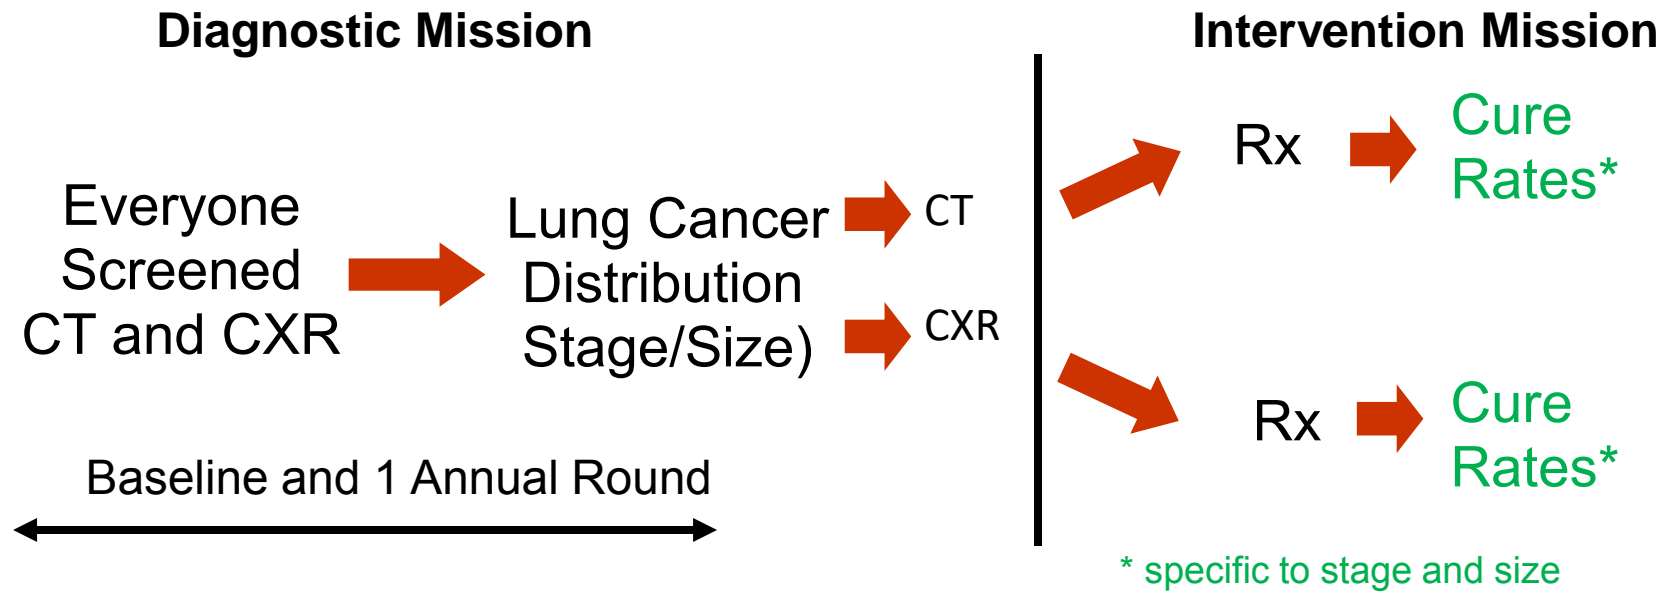 Diagnostic Mission
Intervention Mission
Everyone
Screened
CT and CXR
Lung Cancer
Distribution
Stage/Size)
CT
CXR
Rx
Cure
Rates*
Rx
Cure
Rates*
Baseline and 1 Annual Round
* specific to stage and size